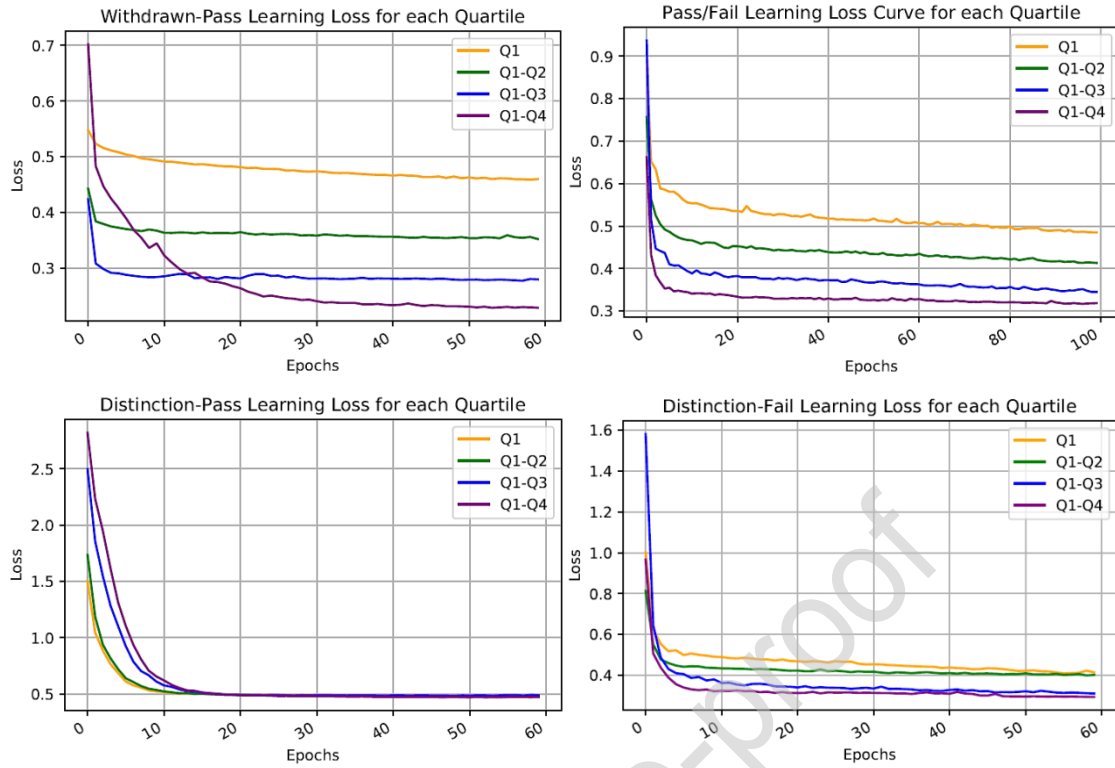 Withdrawn-Pass Learning Loss for each Quartile
0.7
0.6
0.5
0.4
0.3
Loss
Q1
Q1-Q2
Q1-Q3
Q1-Q4
0
10
20
30
40
50
60
Epochs
Pass/Fail Learning Loss Curve for each Quartile
0.9
0.8
0.7
0.6
0.5
0.4
0.3
Loss
Q1
Q1-Q2
Q1-Q3
Q1-Q4
0
20
40
60
80
100
Epochs
Distinction-Pass Learning Loss for each Quartile
2.5
2.0
1.5
1.0
0.5
Loss
Q1
Q1-Q2
Q1-Q3
Q1-Q4
0
10
20
30
40
50
60
Epochs
Distinction-Fail Learning Loss for each Quartile
1.6
1.4
1.2
1.0
0.8
0.6
0.4
Loss
Q1
Q1-Q2
Q1-Q3
Q1-Q4
0
10
20
30
40
50
60
Epochs
-proof